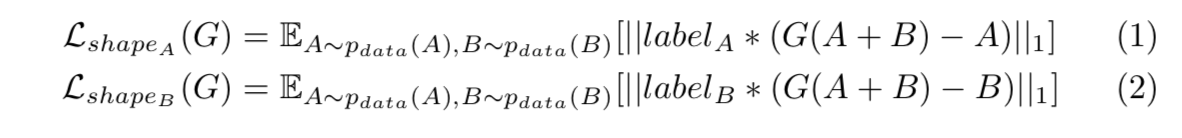 ℒ_{shape_A}(G) = 𝔼_{A∼p_{data}(A),B∼p_{data}(B)}[||label_A ∗ (G(A + B) − A)||_1] (1)
ℒ_{shape_B}(G) = 𝔼_{A∼p_{data}(A),B∼p_{data}(B)}[||label_B ∗ (G(A + B) − B)||_1] (2)